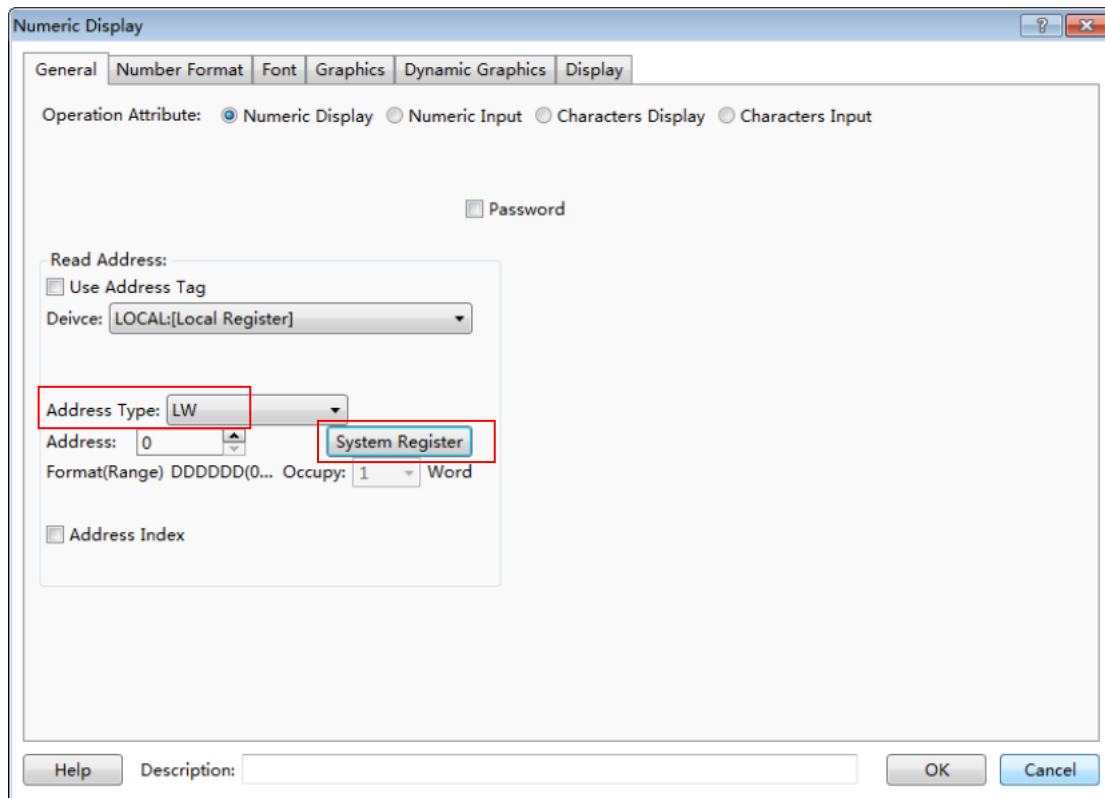 Numeric Display
General Number Format Font Graphics Dynamic Graphics Display
Operation Attribute: Numeric Display Numeric Input Characters Display Characters Input
Password
Read Address:
Use Address Tag
Deivce: LOCAL:[Local Register]
Address Type: LW
Address: 0 System Register
Format(Range) DDDDDD(0... Occupy: 1 Word
Address Index
Help Description: OK Cancel